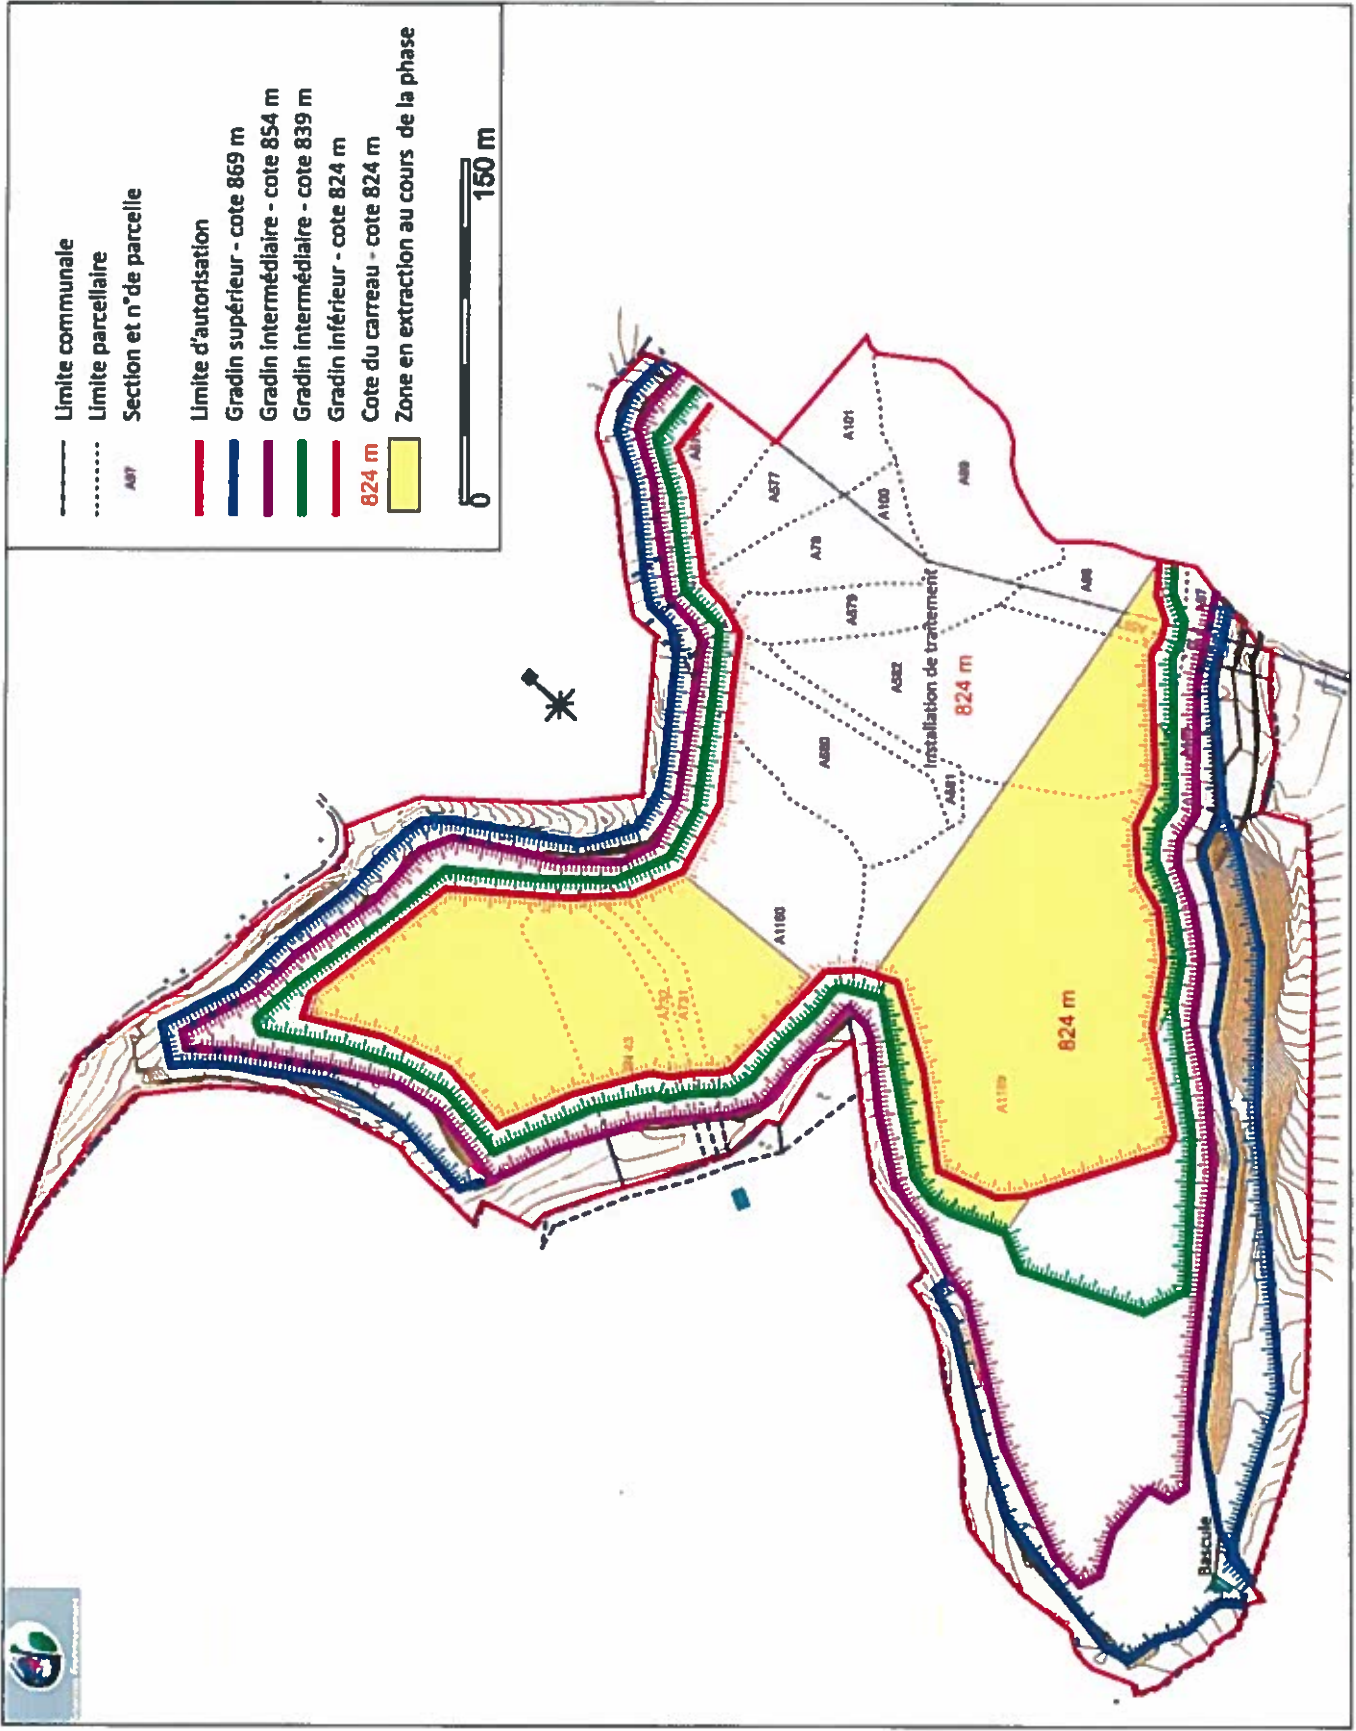 Limite communale
Limite parcellaire
A97 Section et n°de parcelle
Limite d'autorisation
Gradin supérieur - cote 869 m
Gradin intermédiaire - cote 854 m
Gradin intermédiaire - cote 839 m
Gradin inférieur - cote 824 m
824 m Cote du carreau - cote 824 m
Zone en extraction au cours de la phase
0 150 m
A577
A101
A100
A99
A78
A98
A579
A97
A582
Installation de traitement
824 m
A580
A581
A1160
A731
824 m
A1159
Bascule